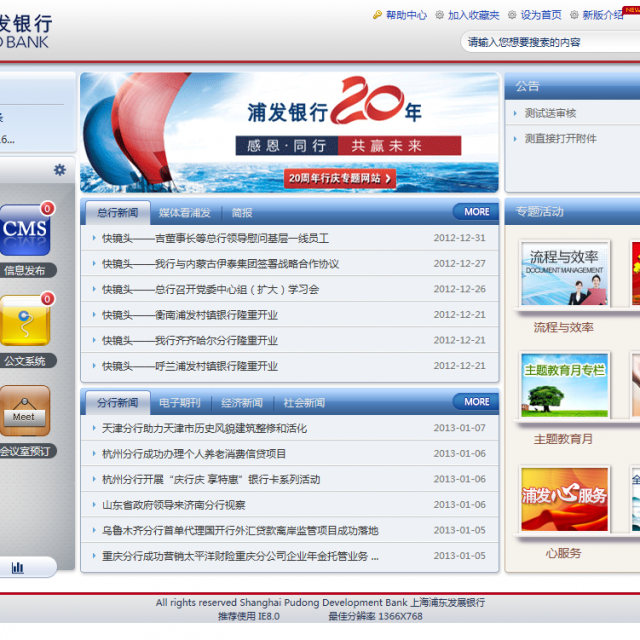 发银行
D BANK
帮助中心 加入收藏夹 设为首页 新版介绍 NEW
请输入您想要搜索的内容
浦发银行20年
感恩·同行 共赢未来
20周年行庆专题网站
公告
测试送审核
测直接打开附件
6...
0
CMS
信息发布
0
公文系统
Meet
会议室预订
总行新闻 媒体看浦发 简报 MORE
快镜头——吉董事长等总行领导慰问基层一线员工 2012-12-31
快镜头——我行与内蒙古伊泰集团签署战略合作协议 2012-12-27
快镜头——总行召开党委中心组（扩大）学习会 2012-12-26
快镜头——衡南浦发村镇银行隆重开业 2012-12-21
快镜头——我行齐齐哈尔分行隆重开业 2012-12-21
快镜头——呼兰浦发村镇银行隆重开业 2012-12-21
分行新闻 电子期刊 经济新闻 社会新闻 MORE
天津分行助力天津市历史风貌建筑整修和活化 2013-01-07
杭州分行成功办理个人养老消费信贷项目 2013-01-06
杭州分行开展“庆行庆 享特惠”银行卡系列活动 2013-01-06
山东省政府领导来济南分行视察 2013-01-06
乌鲁木齐分行首单代理国开行外汇贷款离岸监管项目成功落地 2013-01-05
重庆分行成功营销太平洋财险重庆分公司企业年金托管业务 ... 2013-01-05
专题活动
流程与效率
DOCUMENT MANAGEMENT
流程与效率
主题教育月专栏
主题教育月
浦发心服务
心服务
All rights reserved Shanghai Pudong Development Bank 上海浦东发展银行
推荐使用 IE8.0 最佳分辨率 1366X768